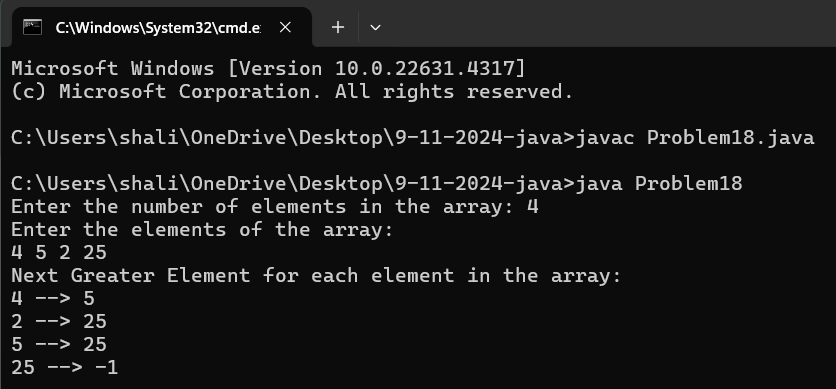 C:\Windows\System32\cmd.e
Microsoft Windows [Version 10.0.22631.4317]
(c) Microsoft Corporation. All rights reserved.
C:\Users\shali\OneDrive\Desktop\9-11-2024-java>javac Problem18.java
C:\Users\shali\OneDrive\Desktop\9-11-2024-java>java Problem18
Enter the number of elements in the array: 4
Enter the elements of the array:
4 5 2 25
Next Greater Element for each element in the array:
4 --> 5
2 --> 25
5 --> 25
25 --> -1